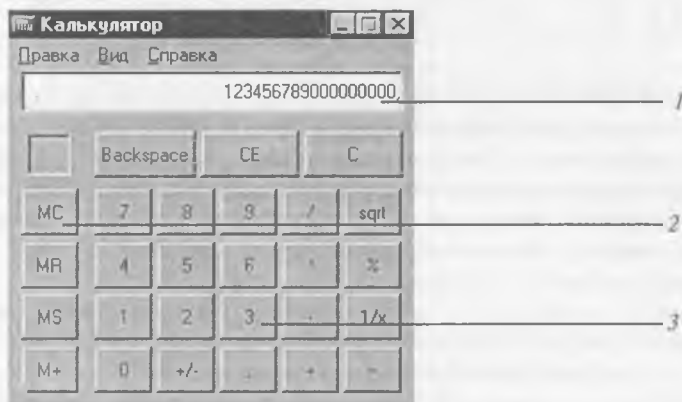 Калькулятор
Правка Вид Справка
123456789000000000,
1
Backspace CE C
MC 7 8 9 / sqrt
2
MR 4 5 6 * %
MS 1 2 3 - 1/x
3
M+ 0 +/- , + =